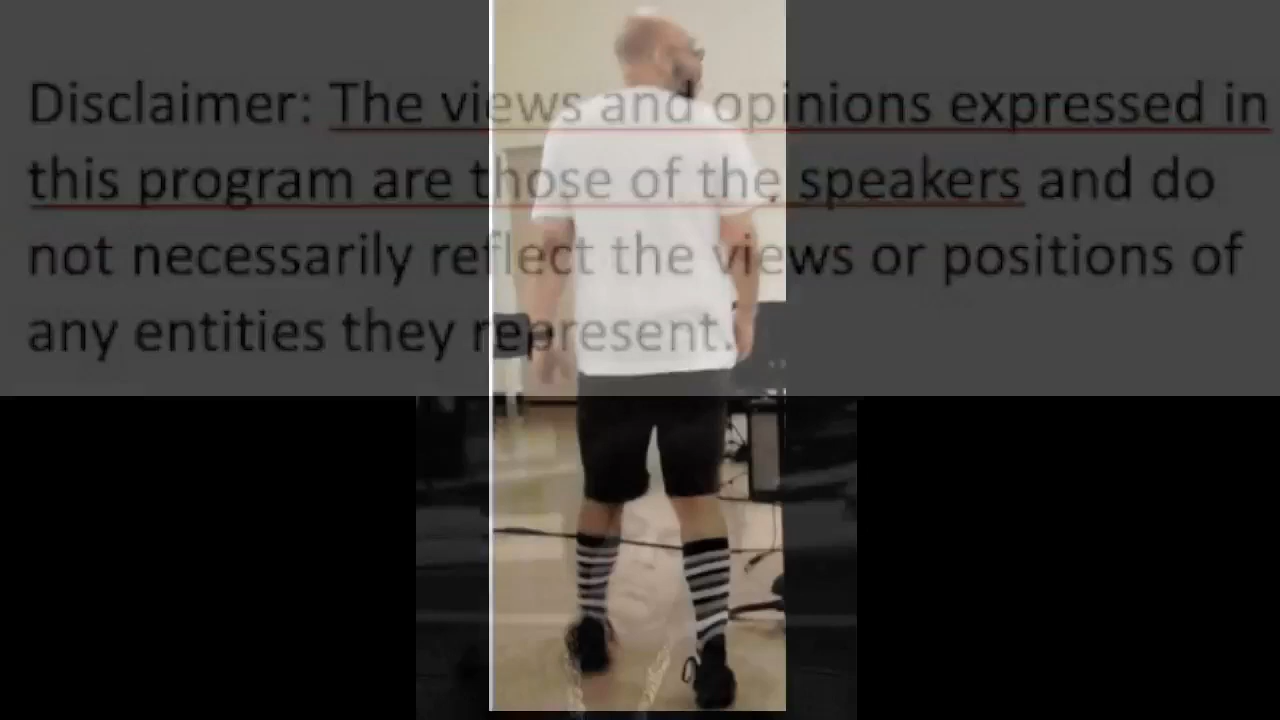 Disclaimer: The views and opinions expressed in
this program are those of the speakers and do
not necessarily reflect the views or positions of
any entities they represent.